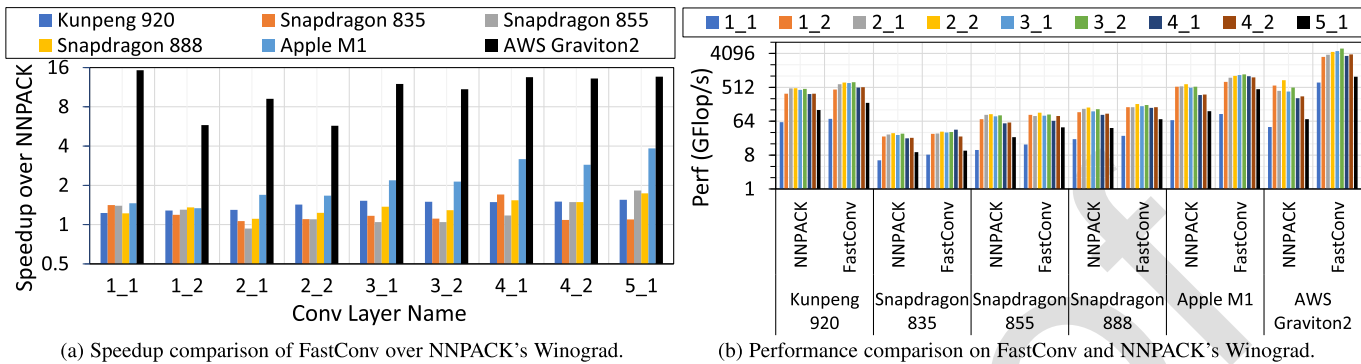 Kunpeng 920 Snapdragon 835 Snapdragon 855
Snapdragon 888 Apple M1 AWS Graviton2
Speedup over NNPACK
16
8
4
2
1
0.5
1_1 1_2 2_1 2_2 3_1 3_2 4_1 4_2 5_1
Conv Layer Name
(a) Speedup comparison of FastConv over NNPACK's Winograd.
1_1 1_2 2_1 2_2 3_1 3_2 4_1 4_2 5_1
Perf (GFlop/s)
4096
512
64
8
1
NNPACK FastConv NNPACK FastConv NNPACK FastConv NNPACK FastConv NNPACK FastConv NNPACK FastConv
Kunpeng Snapdragon Snapdragon Snapdragon Apple M1 AWS
920 835 855 888 Graviton2
(b) Performance comparison on FastConv and NNPACK's Winograd.